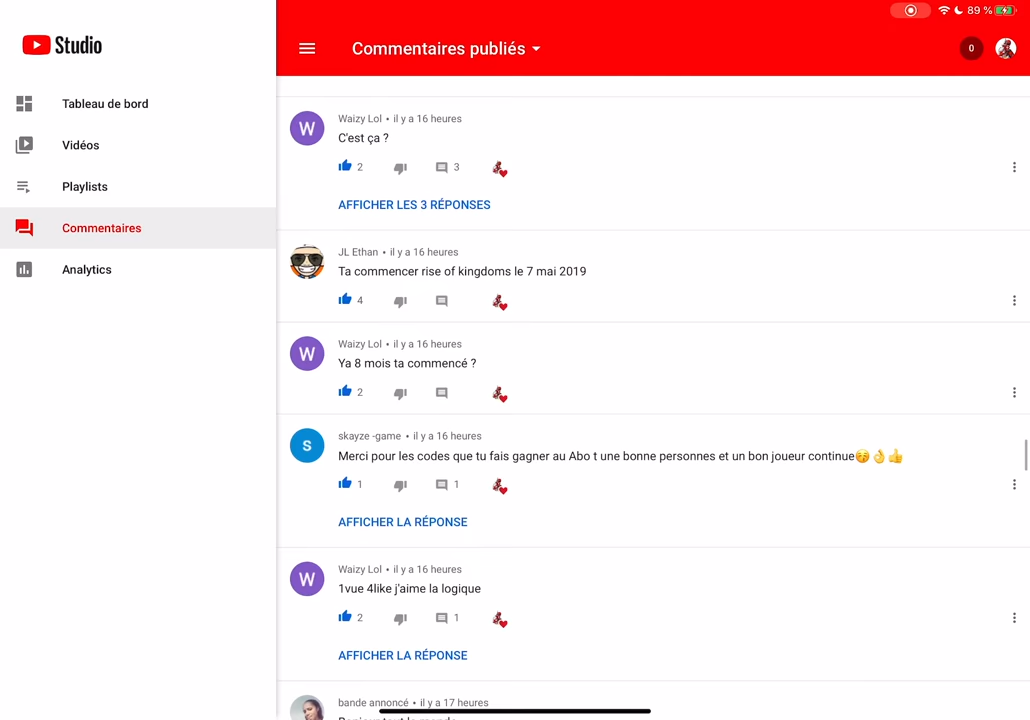 89 %
Studio
Commentaires publiés
0
Tableau de bord
Vidéos
Playlists
Commentaires
Analytics
W
Waizy Lol • il y a 16 heures
C'est ça ?
2
3
AFFICHER LES 3 RÉPONSES
JL Ethan • il y a 16 heures
Ta commencer rise of kingdoms le 7 mai 2019
4
W
Waizy Lol • il y a 16 heures
Ya 8 mois ta commencé ?
2
S
skayze -game • il y a 16 heures
Merci pour les codes que tu fais gagner au Abo t une bonne personnes et un bon joueur continue😚👌👍
1
1
AFFICHER LA RÉPONSE
W
Waizy Lol • il y a 16 heures
1vue 4like j'aime la logique
2
1
AFFICHER LA RÉPONSE
bande annoncé • il y a 17 heures